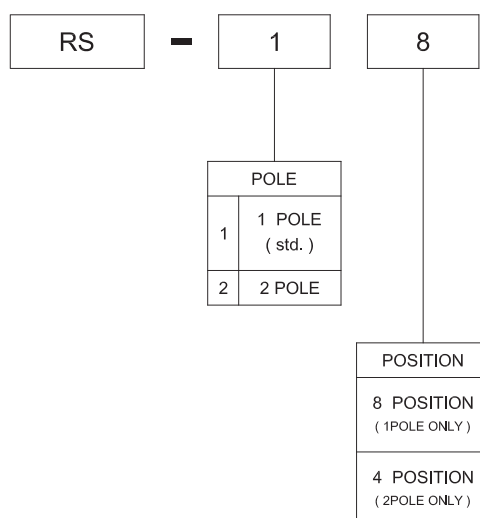 RS - 1 8
POLE
1 1 POLE
( std. )
2 2 POLE
POSITION
8 POSITION
( 1POLE ONLY )
4 POSITION
( 2POLE ONLY )